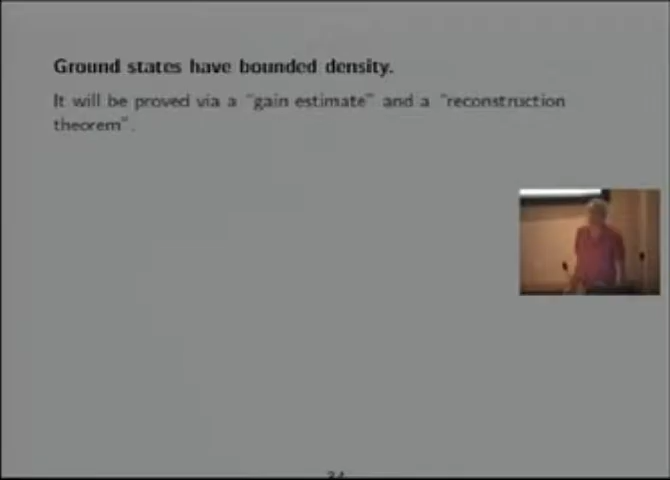 Ground states have bounded density.
It will be proved via a "gain estimate" and a "reconstruction
theorem".